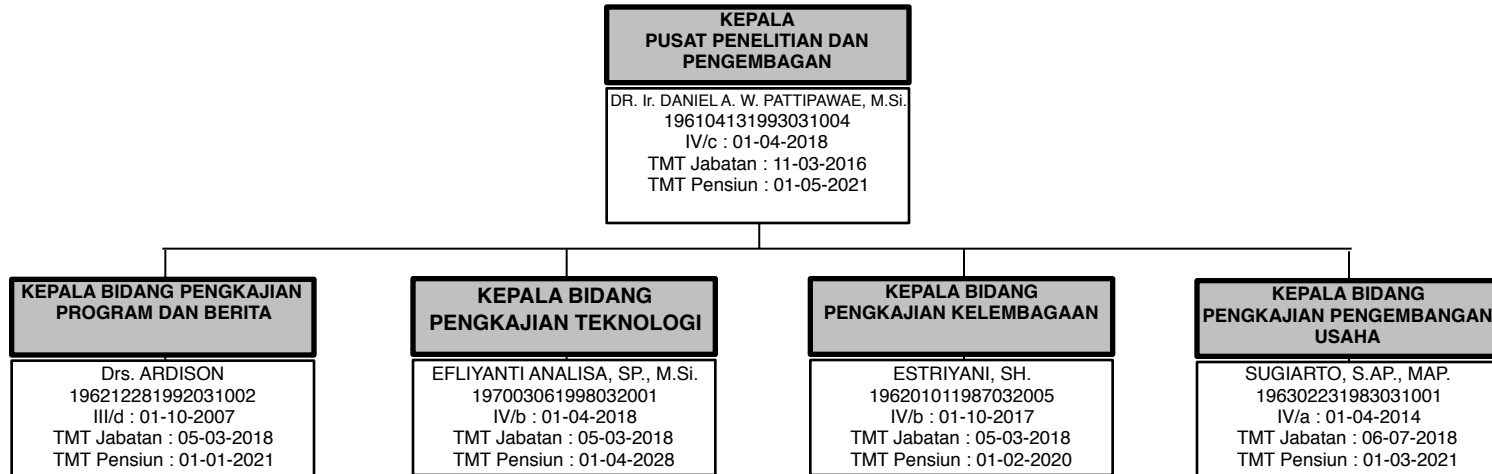 KEPALA
PUSAT PENELITIAN DAN
PENGEMBAGAN
DR. Ir. DANIEL A. W. PATTIPAWAE, M.Si.
196104131993031004
IV/c : 01-04-2018
TMT Jabatan : 11-03-2016
TMT Pensiun : 01-05-2021
KEPALA BIDANG PENGKAJIAN
PROGRAM DAN BERITA
Drs. ARDISON
196212281992031002
III/d : 01-10-2007
TMT Jabatan : 05-03-2018
TMT Pensiun : 01-01-2021
KEPALA BIDANG
PENGKAJIAN TEKNOLOGI
EFLIYANTI ANALISA, SP., M.Si.
197003061998032001
IV/b : 01-04-2018
TMT Jabatan : 05-03-2018
TMT Pensiun : 01-04-2028
KEPALA BIDANG
PENGKAJIAN KELEMBAGAAN
ESTRIYANI, SH.
196201011987032005
IV/b : 01-10-2017
TMT Jabatan : 05-03-2018
TMT Pensiun : 01-02-2020
KEPALA BIDANG
PENGKAJIAN PENGEMBANGAN
USAHA
SUGIARTO, S.AP., MAP.
196302231983031001
IV/a : 01-04-2014
TMT Jabatan : 06-07-2018
TMT Pensiun : 01-03-2021